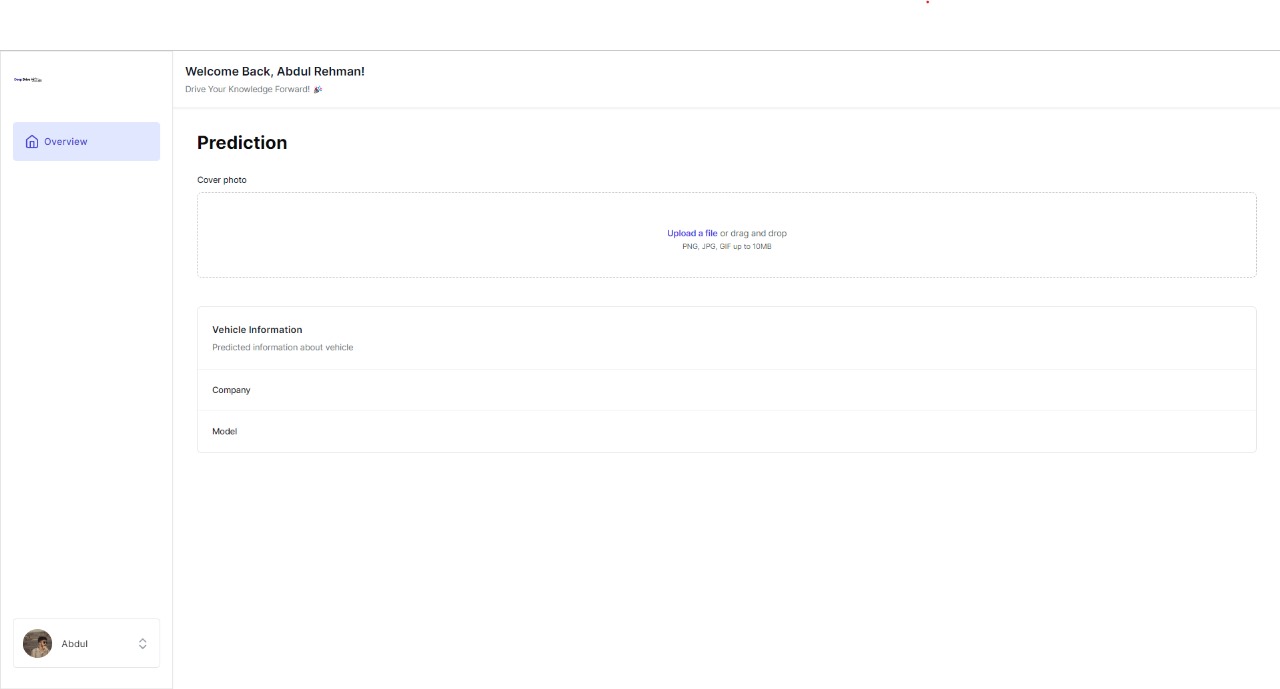 Welcome Back, Abdul Rehman!
Drive Your Knowledge Forward! 🎉
Overview
Prediction
Cover photo
Upload a file or drag and drop
PNG, JPG, GIF up to 10MB
Vehicle Information
Predicted information about vehicle
Company
Model
Abdul